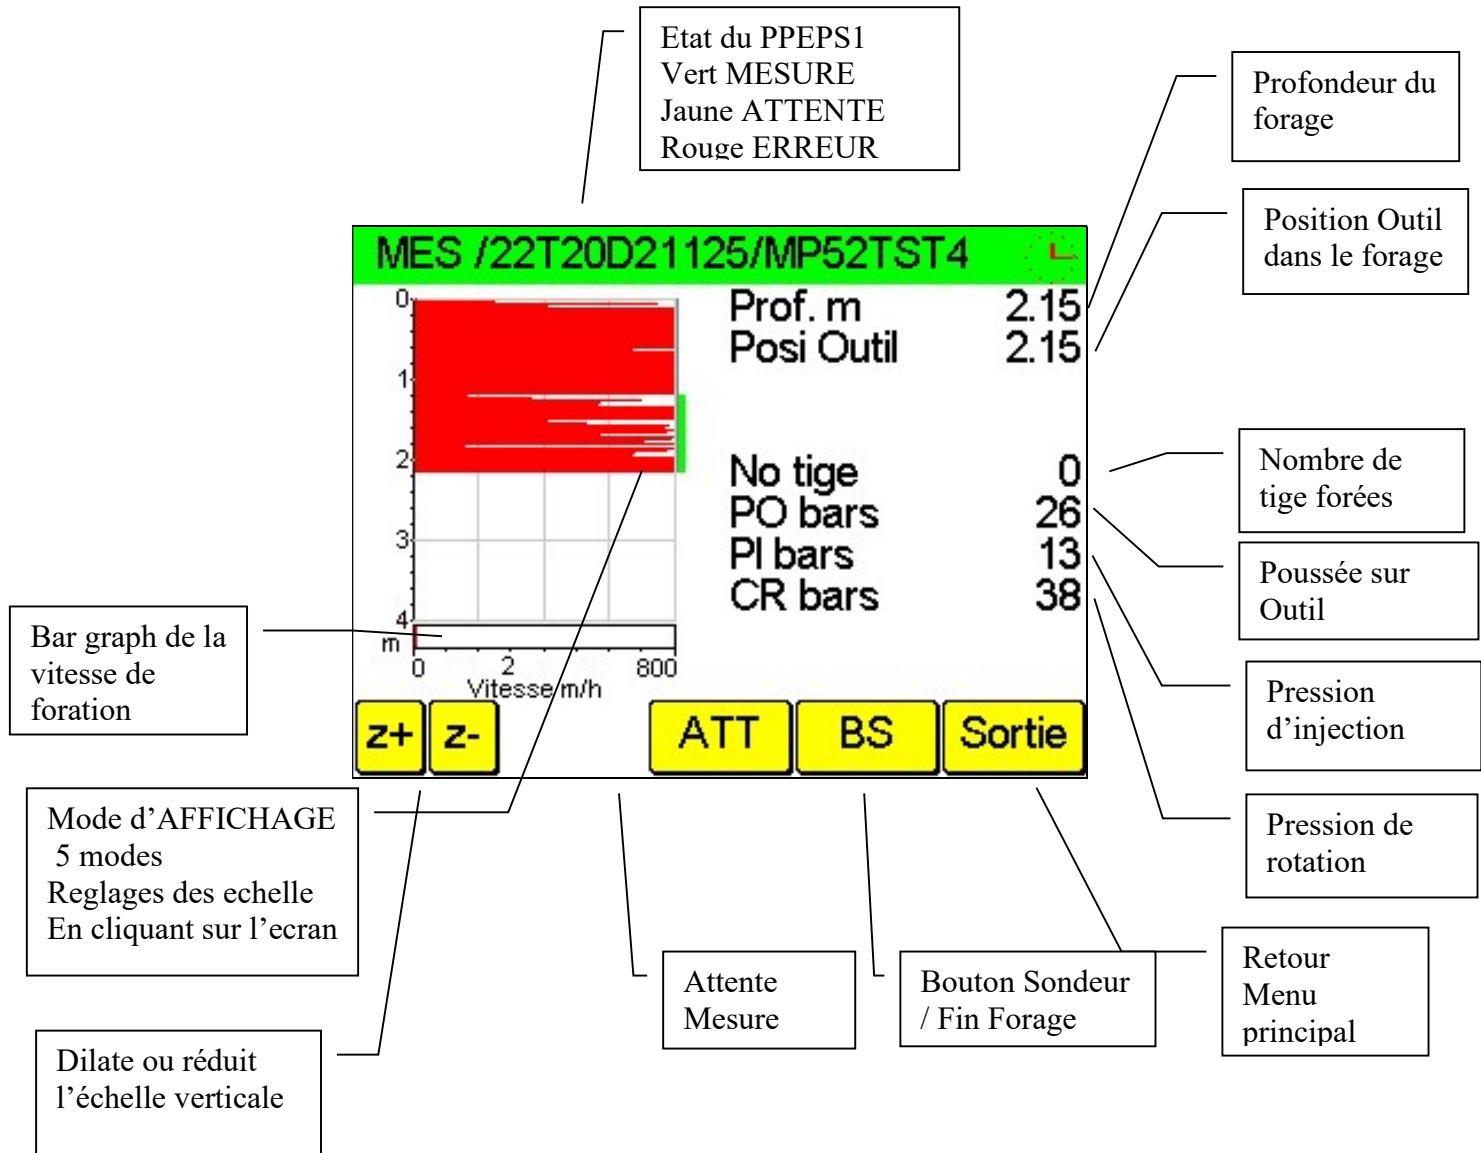 Etat du PPEPS1
Vert MESURE
Jaune ATTENTE
Rouge ERREUR
Profondeur du
forage
Position Outil
dans le forage
MES /22T20D21125/MP52TST4
0
1
2
3
4
m
0 2 800
Vitesse m/h
Prof. m 2.15
Posi Outil 2.15
No tige 0
PO bars 26
PI bars 13
CR bars 38
z+ z- ATT BS Sortie
Nombre de
tige forées
Poussée sur
Outil
Pression
d’injection
Pression de
rotation
Bar graph de la
vitesse de
foration
Mode d’AFFICHAGE
5 modes
Reglages des echelle
En cliquant sur l’ecran
Dilate ou réduit
l’échelle verticale
Attente
Mesure
Bouton Sondeur
/ Fin Forage
Retour
Menu
principal